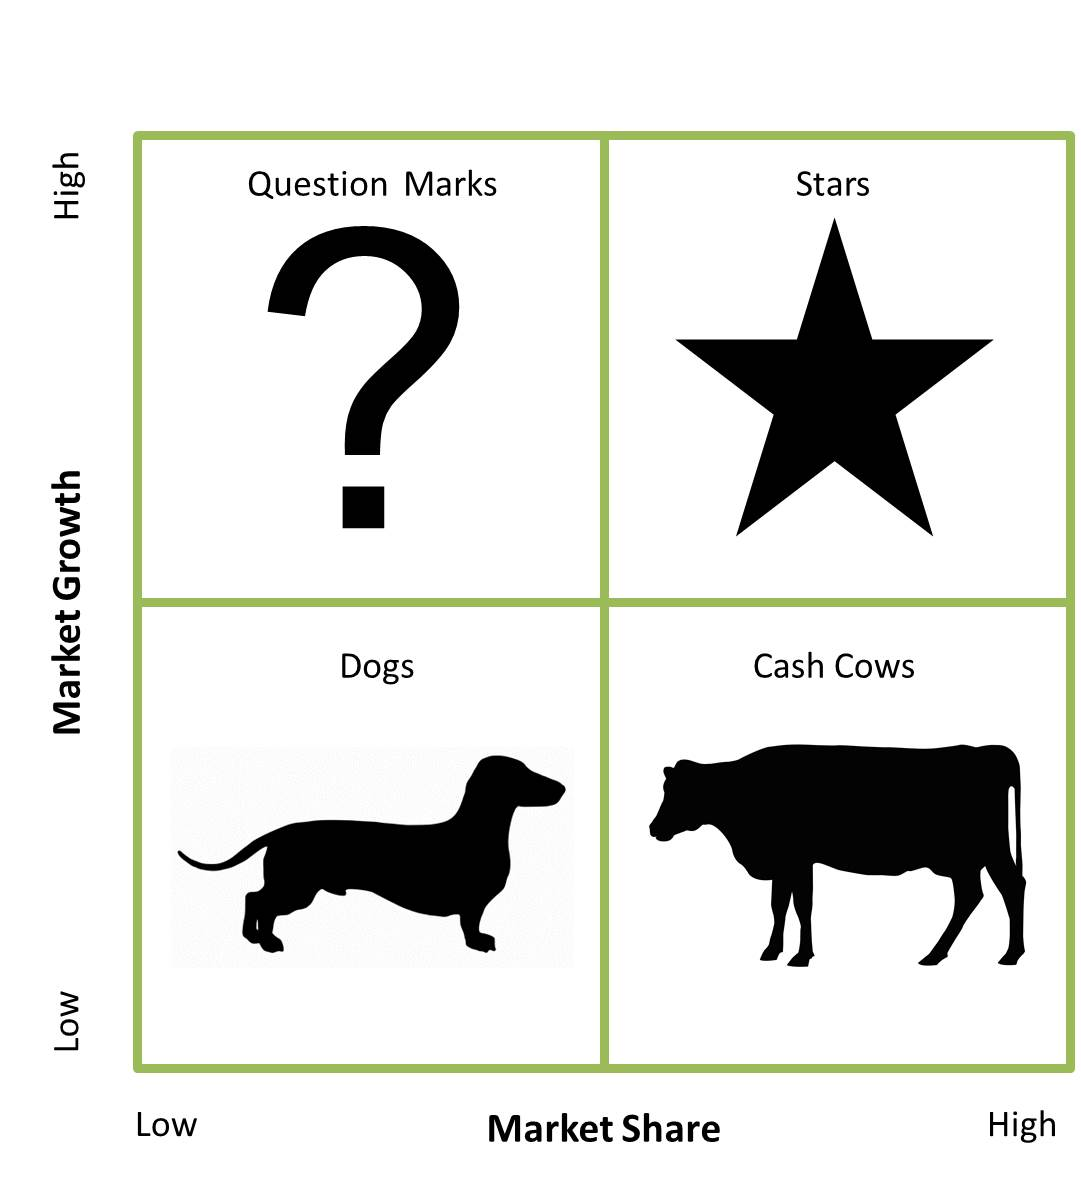 High
Question Marks
Stars
Market Growth
Dogs
Cash Cows
Low
Low
Market Share
High